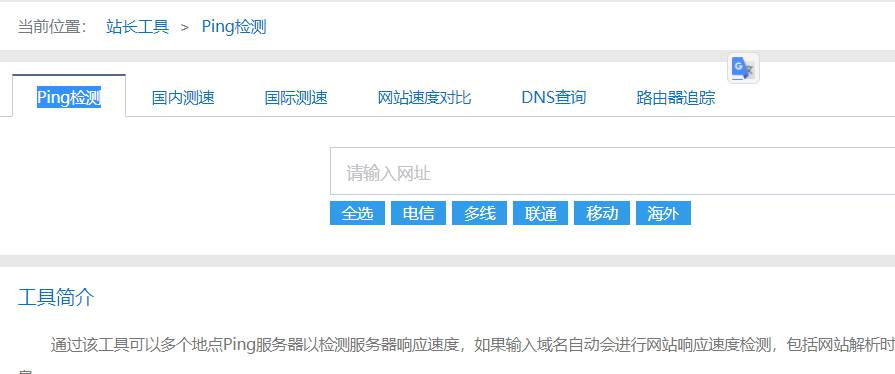 当前位置： 站长工具 > Ping检测
Ping检测 国内测速 国际测速 网站速度对比 DNS查询 路由器追踪
请输入网址
全选 电信 多线 联通 移动 海外
工具简介
通过该工具可以多个地点Ping服务器以检测服务器响应速度，如果输入域名自动会进行网站响应速度检测，包括网站解析时